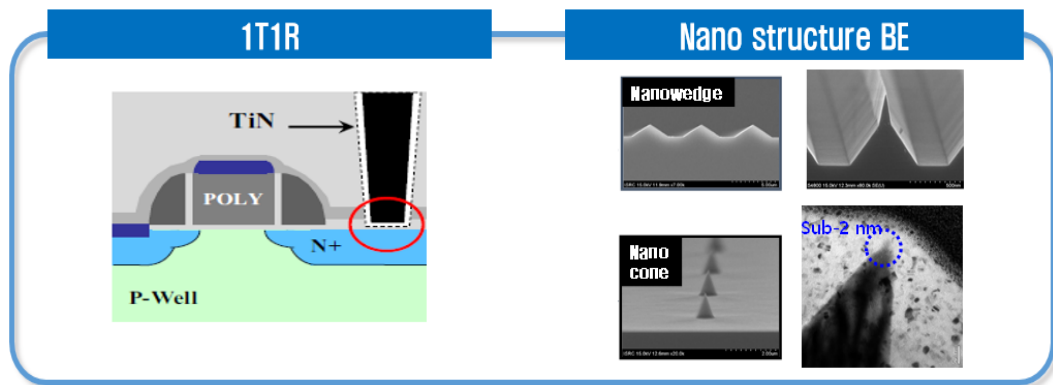 1T1R
Nano structure BE
TiN
POLY
N+
P-Well
Nanowedge
Nano
cone
Sub-2 nm